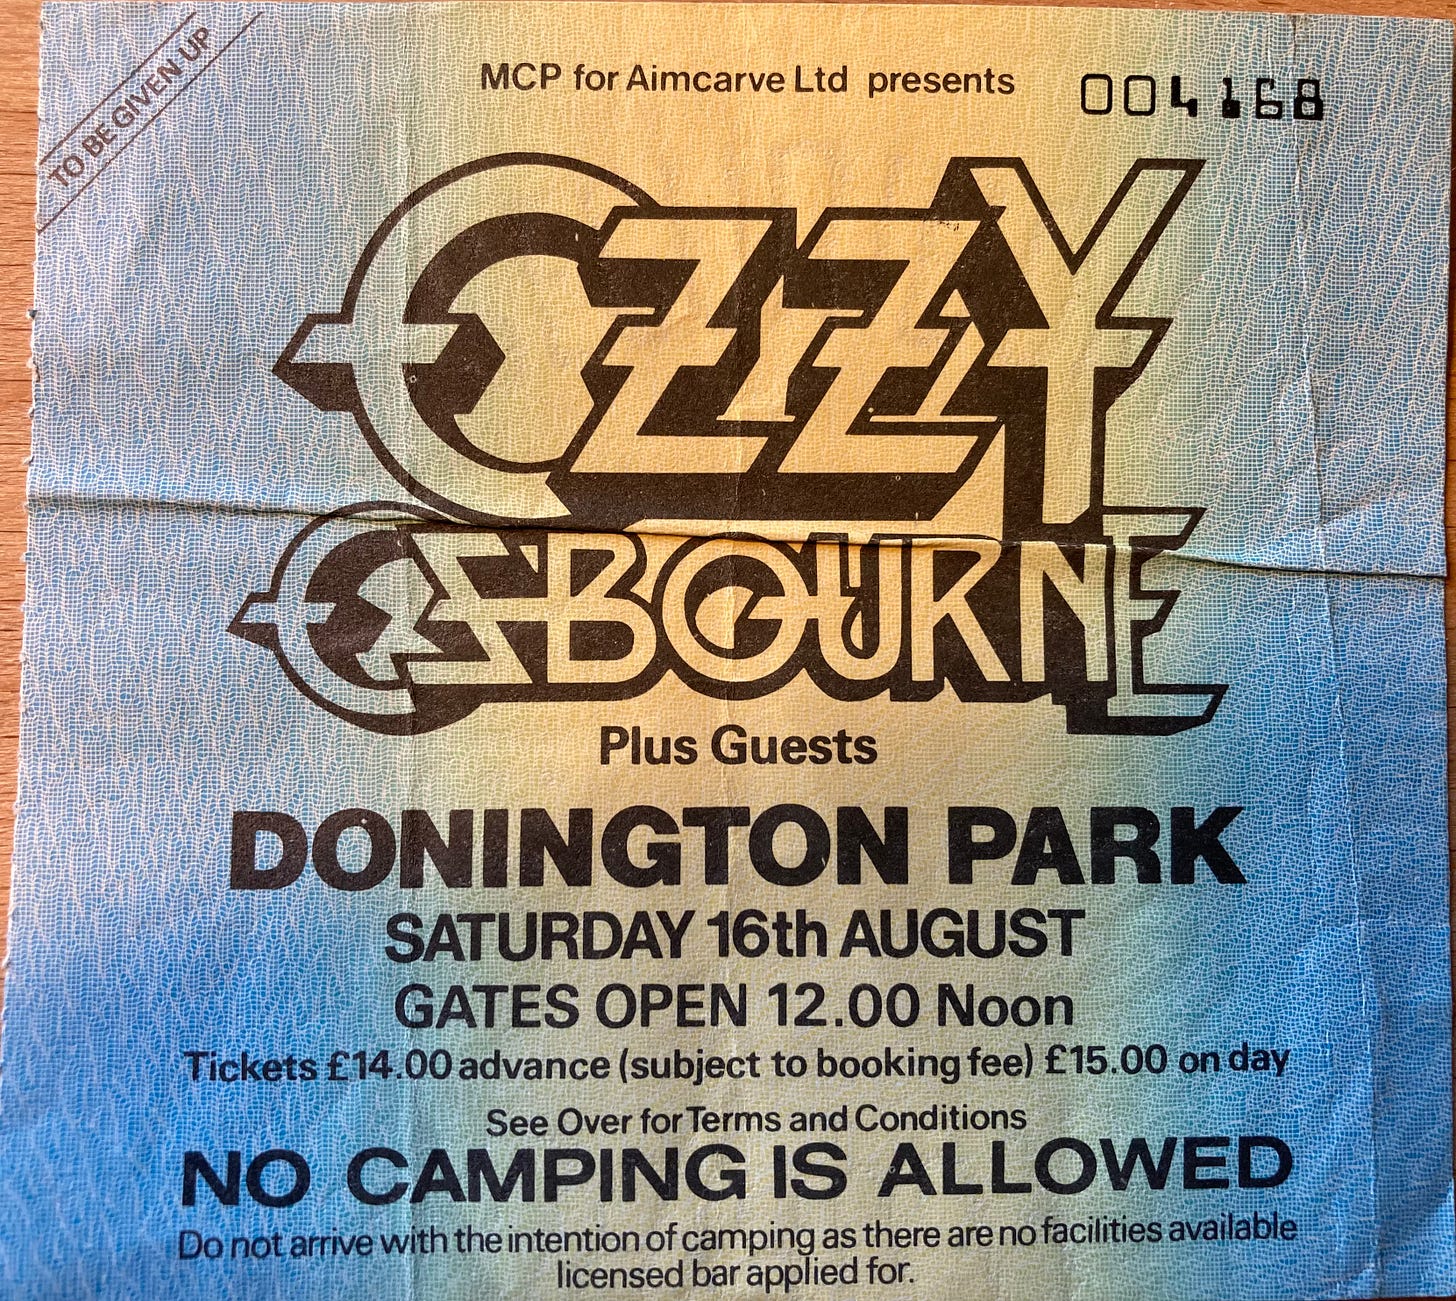 TO BE GIVEN UP
MCP for Aimcarve Ltd presents
004168
OZZY
OSBOURNE
Plus Guests
DONINGTON PARK
SATURDAY 16th AUGUST
GATES OPEN 12.00 Noon
Tickets £14.00 advance (subject to booking fee) £15.00 on day
See Over for Terms and Conditions
NO CAMPING IS ALLOWED
Do not arrive with the intention of camping as there are no facilities available
licensed bar applied for.